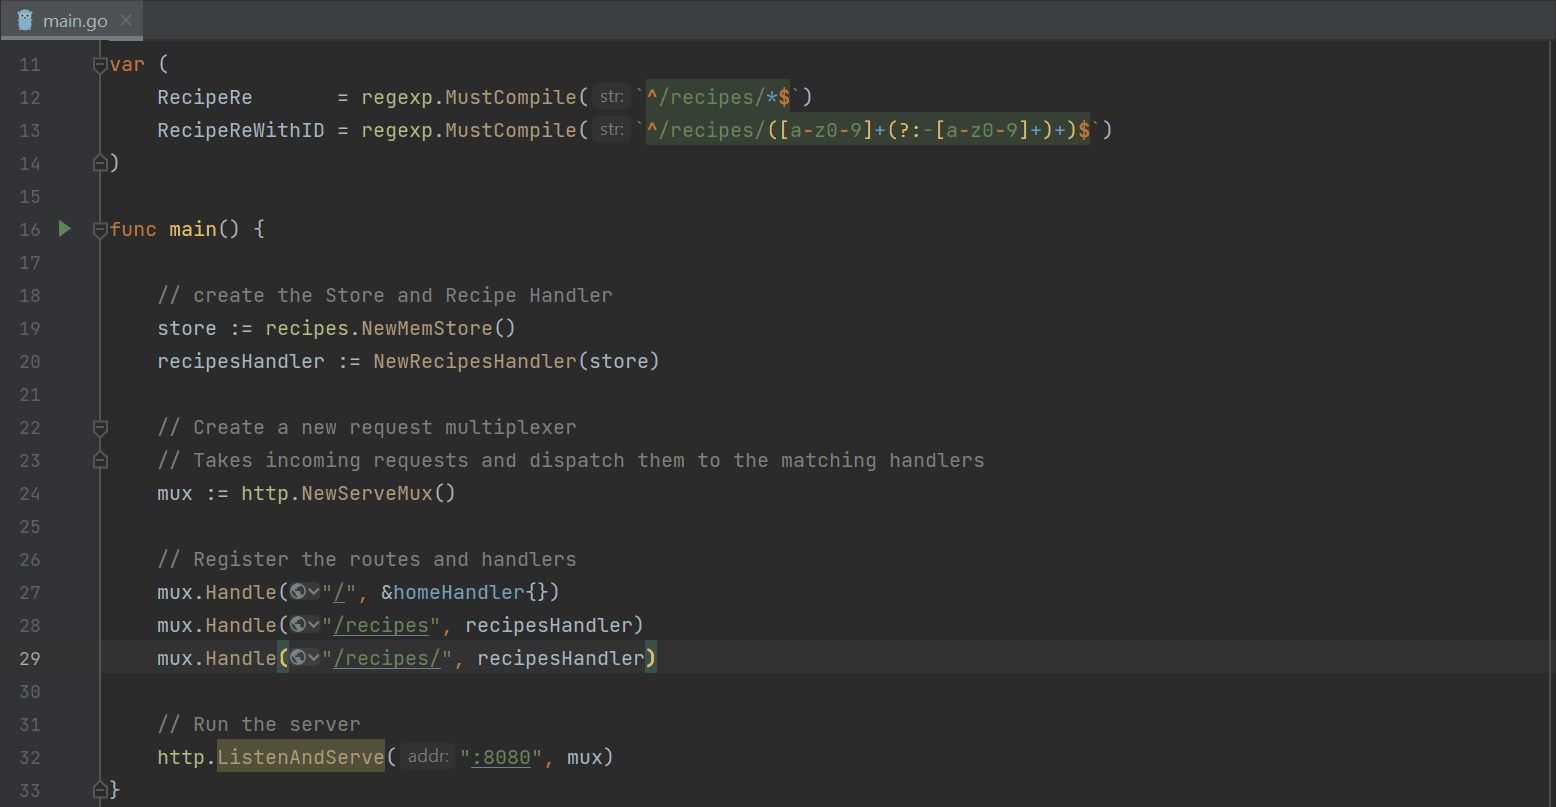 main.go
11 var (
12     RecipeRe       = regexp.MustCompile( str: `^/recipes/*$`)
13     RecipeReWithID = regexp.MustCompile( str: `^/recipes/([a-z0-9]+(?:-[a-z0-9]+)+)$`)
14 )
15
16 func main() {
17
18     // create the Store and Recipe Handler
19     store := recipes.NewMemStore()
20     recipesHandler := NewRecipesHandler(store)
21
22     // Create a new request multiplexer
23     // Takes incoming requests and dispatch them to the matching handlers
24     mux := http.NewServeMux()
25
26     // Register the routes and handlers
27     mux.Handle("/", &homeHandler{})
28     mux.Handle("/recipes", recipesHandler)
29     mux.Handle("/recipes/", recipesHandler)
30
31     // Run the server
32     http.ListenAndServe( addr: ":8080", mux)
33 }